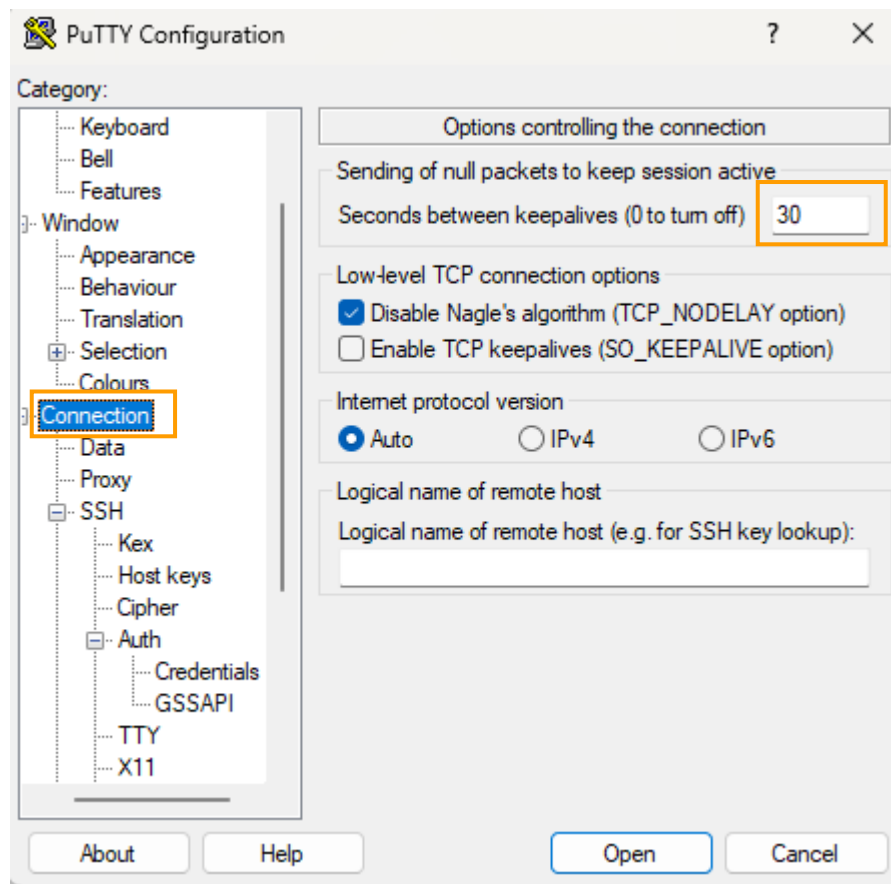 PuTTY Configuration
?
Category:
Keyboard
Bell
Features
Window
Appearance
Behaviour
Translation
Selection
Colours
Connection
Data
Proxy
SSH
Kex
Host keys
Cipher
Auth
Credentials
GSSAPI
TTY
X11
Options controlling the connection
Sending of null packets to keep session active
Seconds between keepalives (0 to turn off) 30
Low-level TCP connection options
Disable Nagle's algorithm (TCP_NODELAY option)
Enable TCP keepalives (SO_KEEPALIVE option)
Internet protocol version
Auto IPv4 IPv6
Logical name of remote host
Logical name of remote host (e.g. for SSH key lookup):
About Help Open Cancel